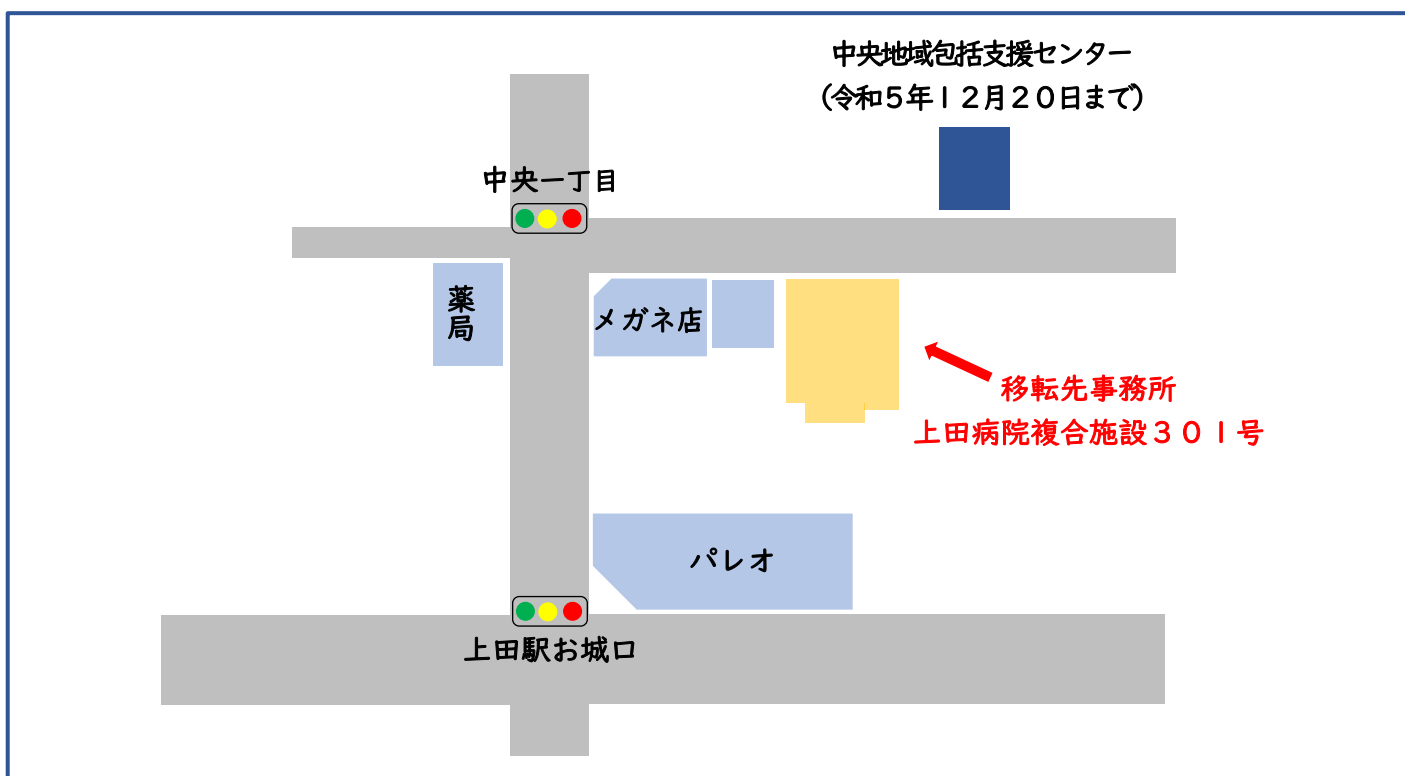 中央地域包括支援センター
（令和５年１２月２０日まで）
中央一丁目
薬局
メガネ店
移転先事務所
上田病院複合施設３０１号
パレオ
上田駅お城口